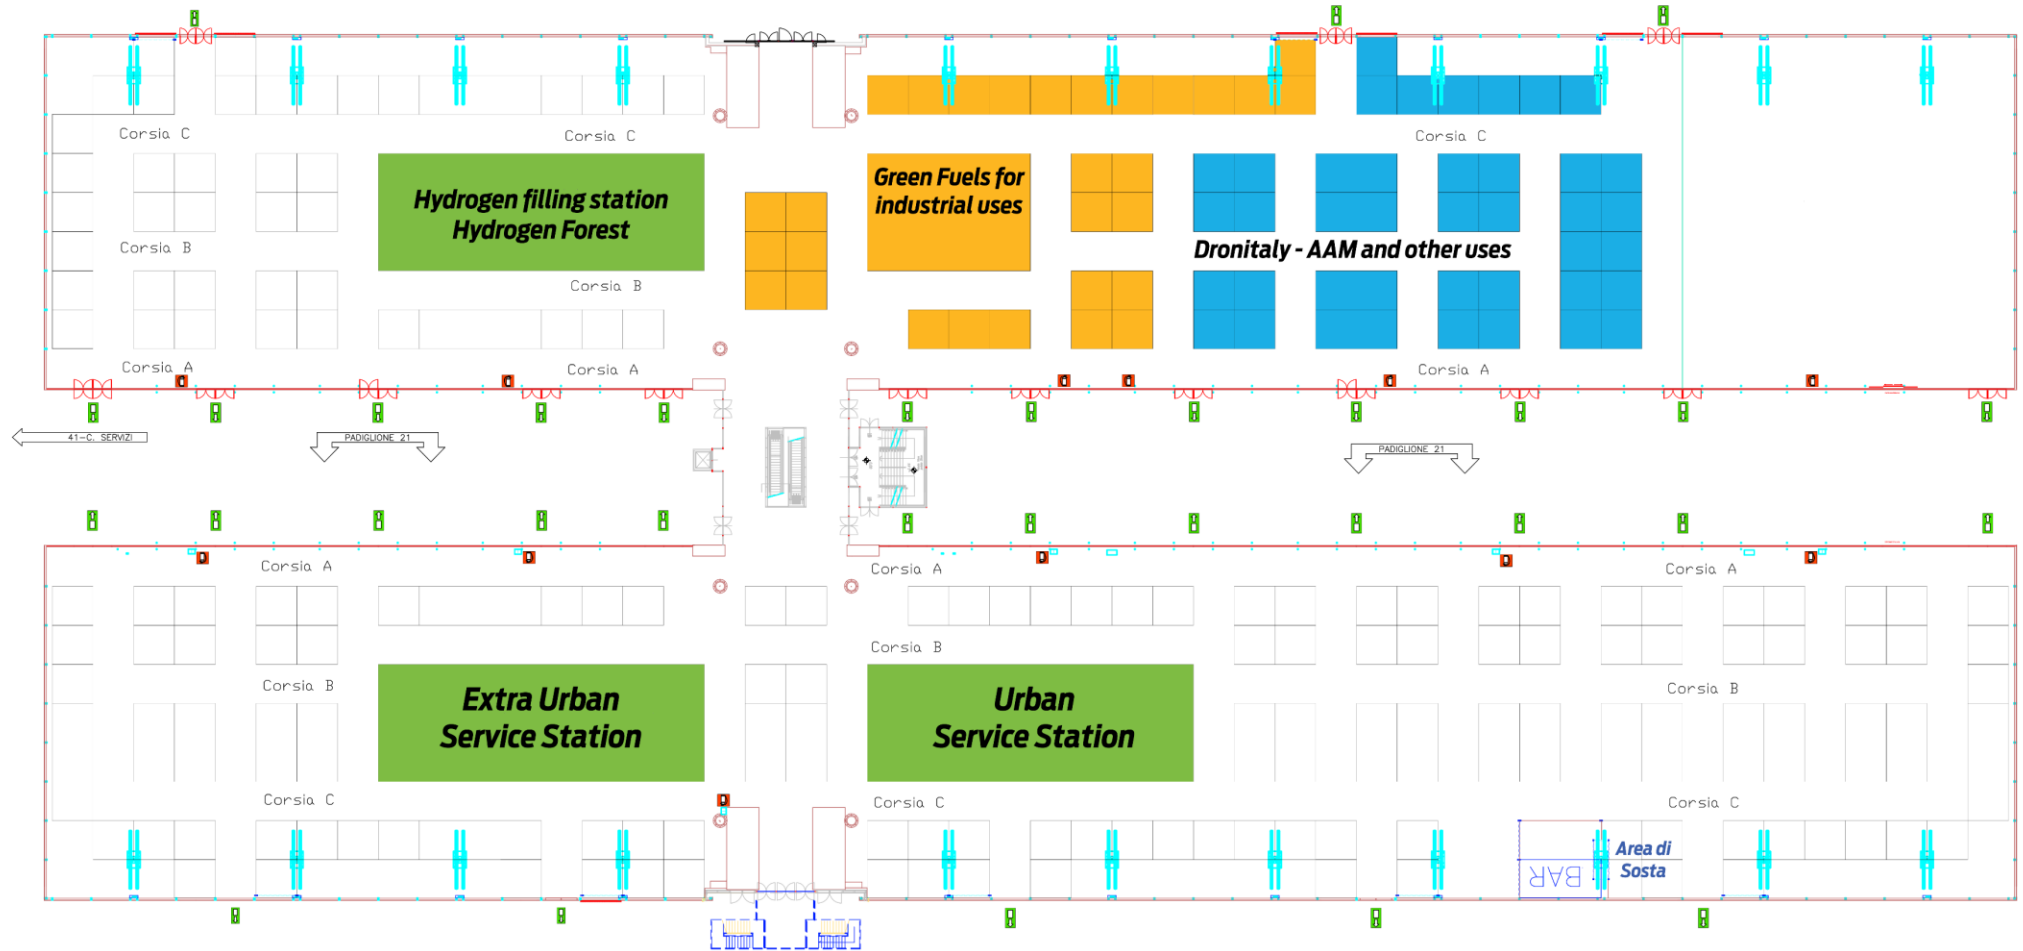 Corsia C
Corsia C
Corsia C
Hydrogen filling station
Hydrogen Forest
Green Fuels for
industrial uses
Corsia B
Dronitaly - AAM and other uses
Corsia B
Corsia A
Corsia A
Corsia A
41-C. SERVIZI
PADIGLIONE 21
PADIGLIONE 21
Corsia A
Corsia A
Corsia A
Corsia B
Corsia B
Corsia B
Extra Urban
Service Station
Urban
Service Station
Corsia C
Corsia C
Corsia C
BAR
Area di
Sosta